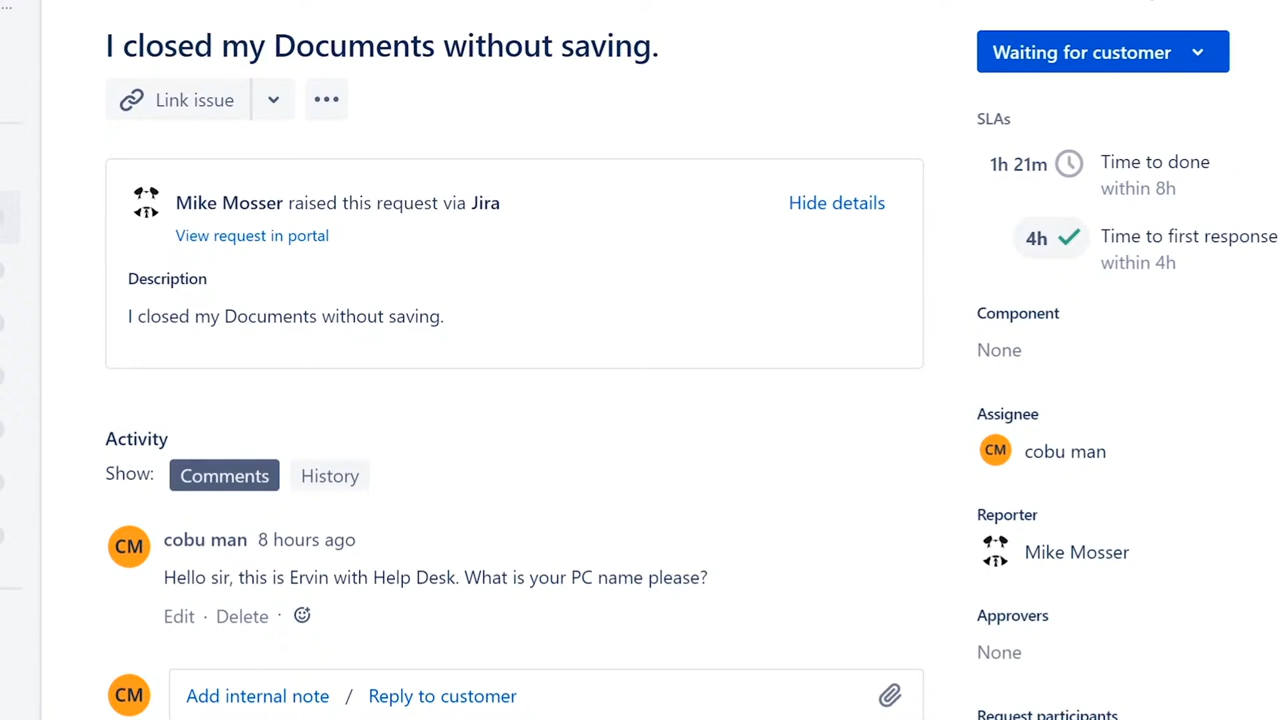 I closed my Documents without saving.
Link issue
Mike Mosser raised this request via Jira
Hide details
View request in portal
Description
I closed my Documents without saving.
Activity
Show:
Comments
History
CM
cobu man 8 hours ago
Hello sir, this is Ervin with Help Desk. What is your PC name please?
Edit · Delete ·
CM
Add internal note / Reply to customer
Waiting for customer
SLAs
1h 21m
Time to done
within 8h
4h
Time to first response
within 4h
Component
None
Assignee
CM
cobu man
Reporter
Mike Mosser
Approvers
None
Request participants